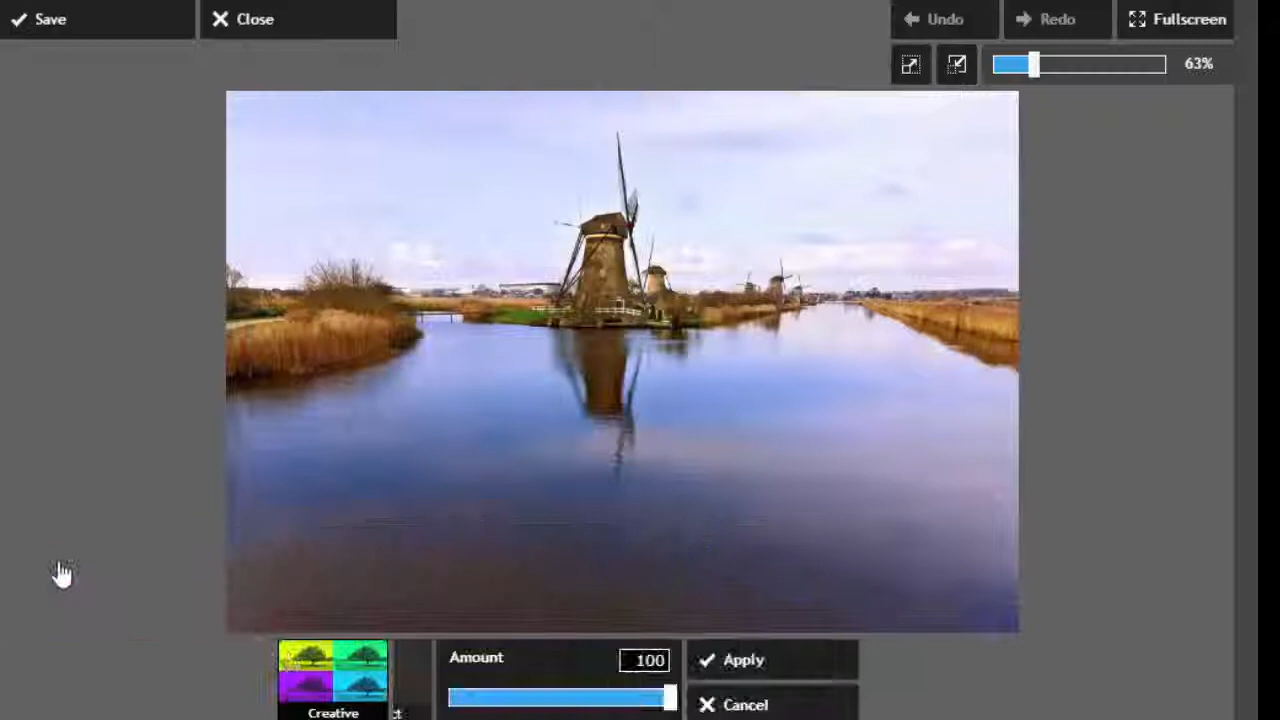 Save
Close
Undo
Redo
Fullscreen
63%
Amount
100
Apply
Creative
Cancel